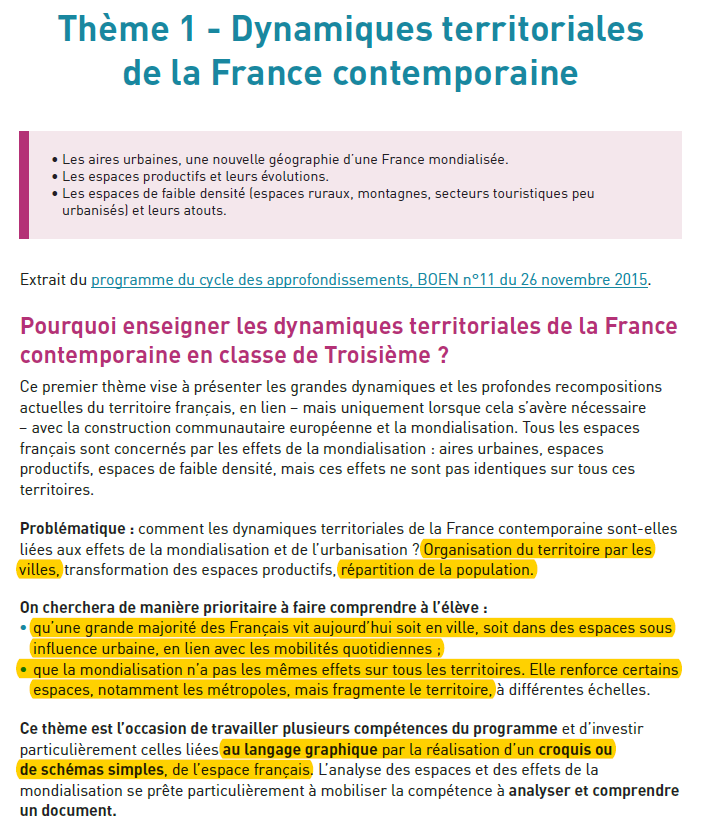 Thème 1 - Dynamiques territoriales
de la France contemporaine
• Les aires urbaines, une nouvelle géographie d'une France mondialisée.
• Les espaces productifs et leurs évolutions.
• Les espaces de faible densité (espaces ruraux, montagnes, secteurs touristiques peu
urbanisés) et leurs atouts.
Extrait du programme du cycle des approfondissements, BOEN n°11 du 26 novembre 2015.
Pourquoi enseigner les dynamiques territoriales de la France
contemporaine en classe de Troisième ?
Ce premier thème vise à présenter les grandes dynamiques et les profondes recompositions
actuelles du territoire français, en lien – mais uniquement lorsque cela s'avère nécessaire
– avec la construction communautaire européenne et la mondialisation. Tous les espaces
français sont concernés par les effets de la mondialisation : aires urbaines, espaces
productifs, espaces de faible densité, mais ces effets ne sont pas identiques sur tous ces
territoires.
Problématique : comment les dynamiques territoriales de la France contemporaine sont-elles
liées aux effets de la mondialisation et de l'urbanisation ? Organisation du territoire par les
villes, transformation des espaces productifs, répartition de la population.
On cherchera de manière prioritaire à faire comprendre à l'élève :
• qu'une grande majorité des Français vit aujourd'hui soit en ville, soit dans des espaces sous
influence urbaine, en lien avec les mobilités quotidiennes ;
• que la mondialisation n'a pas les mêmes effets sur tous les territoires. Elle renforce certains
espaces, notamment les métropoles, mais fragmente le territoire, à différentes échelles.
Ce thème est l'occasion de travailler plusieurs compétences du programme et d'investir
particulièrement celles liées au langage graphique par la réalisation d'un croquis ou
de schémas simples, de l'espace français. L'analyse des espaces et des effets de la
mondialisation se prête particulièrement à mobiliser la compétence à analyser et comprendre
un document.